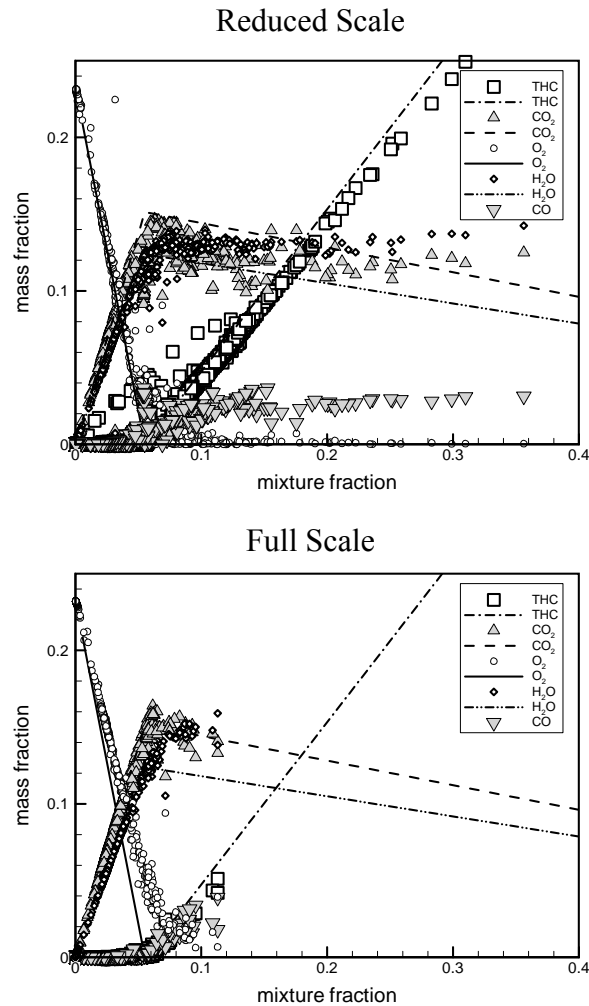 Reduced Scale
mass fraction
0.2
0.1
0
0 0.1 0.2 0.3 0.4
mixture fraction
THC
THC
CO2
CO2
O2
O2
H2O
H2O
CO
Full Scale
mass fraction
0.2
0.1
0
0 0.1 0.2 0.3 0.4
mixture fraction
THC
THC
CO2
CO2
O2
O2
H2O
H2O
CO